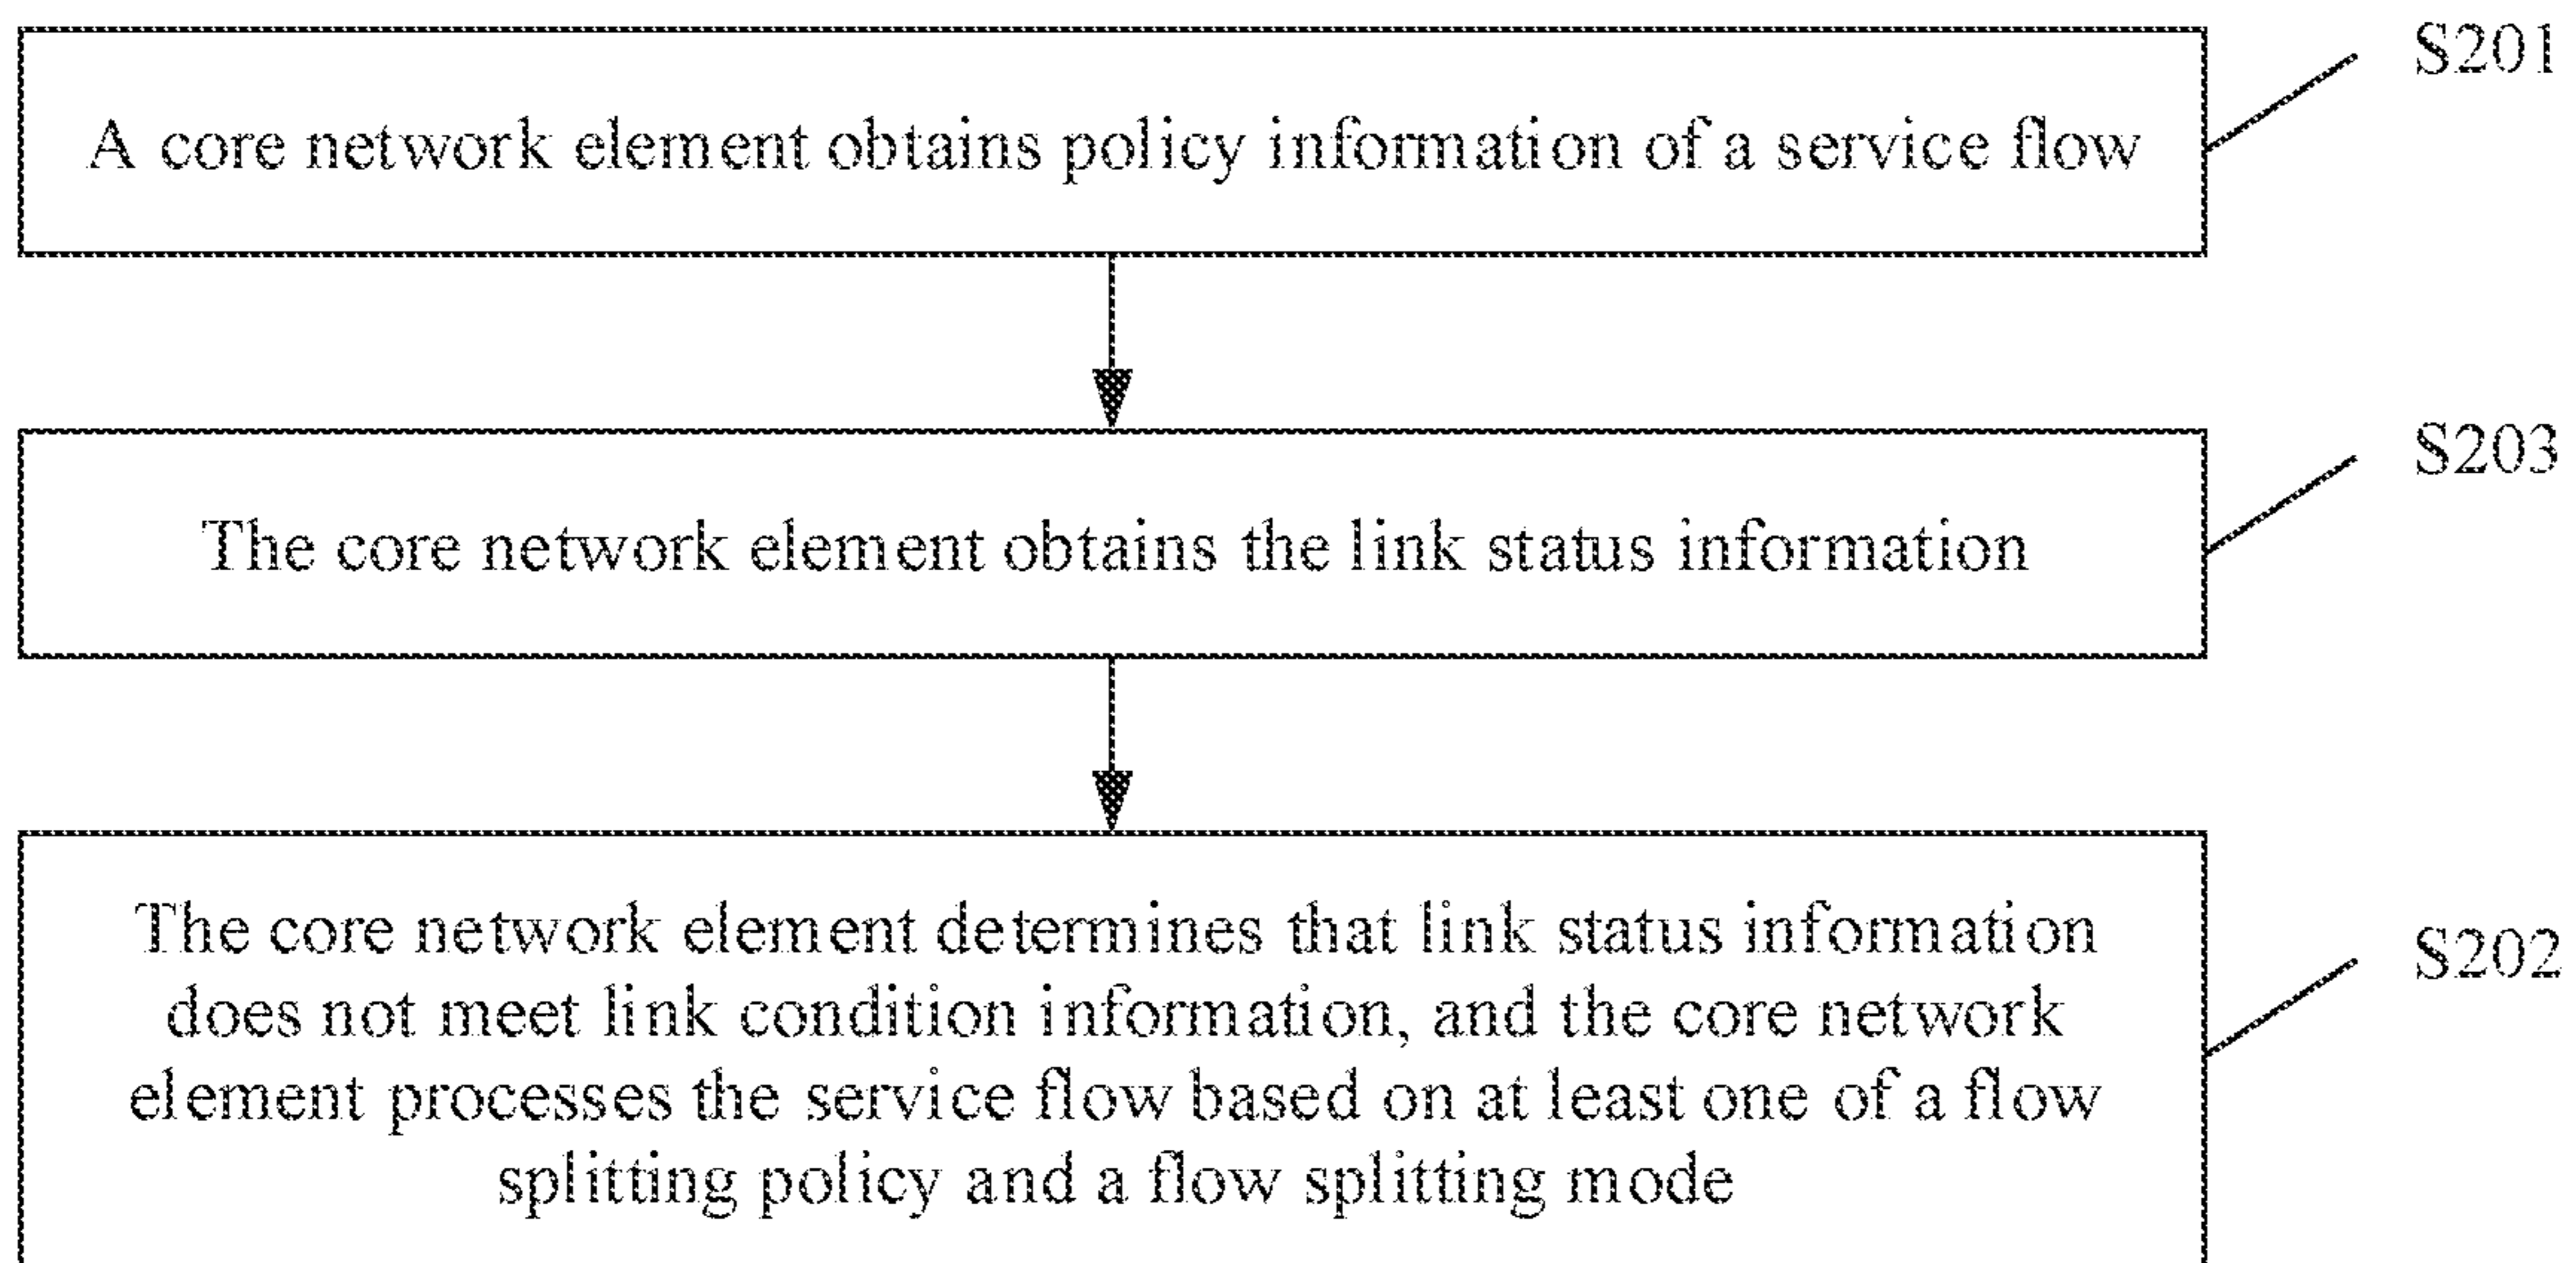 S201
A core network element obtains policy information of a service flow
S203
The core network element obtains the link status information
S202
The core network element determines that link status information
does not meet link condition information, and the core network
element processes the service flow based on at least one of a flow
splitting policy and a flow splitting mode